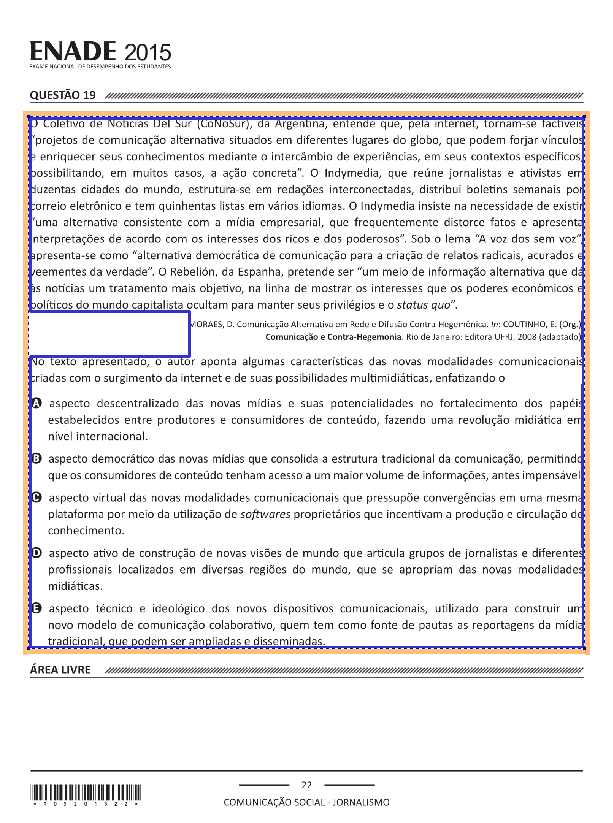 ENADE 2015
EXAME NACIONAL DE DESEMPENHO DOS ESTUDANTES
QUESTÃO 19
O Coletivo de Notícias Del Sur (CoNoSur), da Argentina, entende que, pela internet, tornam-se factíveis
“projetos de comunicação alternativa situados em diferentes lugares do globo, que podem forjar vínculos
e enriquecer seus conhecimentos mediante o intercâmbio de experiências, em seus contextos específicos,
possibilitando, em muitos casos, a ação concreta”. O Indymedia, que reúne jornalistas e ativistas em
duzentas cidades do mundo, estrutura-se em redações interconectadas, distribui boletins semanais por
correio eletrônico e tem quinhentas listas em vários idiomas. O Indymedia insiste na necessidade de existir
“uma alternativa consistente com a mídia empresarial, que frequentemente distorce fatos e apresenta
interpretações de acordo com os interesses dos ricos e dos poderosos”. Sob o lema “A voz dos sem voz”,
apresenta-se como “alternativa democrática de comunicação para a criação de relatos radicais, acurados e
veementes da verdade”. O Rebelión, da Espanha, pretende ser “um meio de informação alternativa que dá
às notícias um tratamento mais objetivo, na linha de mostrar os interesses que os poderes econômicos e
políticos do mundo capitalista ocultam para manter seus privilégios e o status quo”.
MORAES, D. Comunicação Alternativa em Rede e Difusão Contra-Hegemônica. In: COUTINHO, E. (Org.)
Comunicação e Contra-Hegemonia. Rio de Janeiro: Editora UFRJ, 2008 (adaptado)
No texto apresentado, o autor aponta algumas características das novas modalidades comunicacionais
criadas com o surgimento da internet e de suas possibilidades multimidiáticas, enfatizando o
A aspecto descentralizado das novas mídias e suas potencialidades no fortalecimento dos papéis
estabelecidos entre produtores e consumidores de conteúdo, fazendo uma revolução midiática em
nível internacional.
B aspecto democrático das novas mídias que consolida a estrutura tradicional da comunicação, permitindo
que os consumidores de conteúdo tenham acesso a um maior volume de informações, antes impensável
C aspecto virtual das novas modalidades comunicacionais que pressupõe convergências em uma mesma
plataforma por meio da utilização de softwares proprietários que incentivam a produção e circulação do
conhecimento.
D aspecto ativo de construção de novas visões de mundo que articula grupos de jornalistas e diferentes
profissionais localizados em diversas regiões do mundo, que se apropriam das novas modalidades
midiáticas.
E aspecto técnico e ideológico dos novos dispositivos comunicacionais, utilizado para construir um
novo modelo de comunicação colaborativo, quem tem como fonte de pautas as reportagens da mídia
tradicional, que podem ser ampliadas e disseminadas.
ÁREA LIVRE
22
COMUNICAÇÃO SOCIAL - JORNALISMO